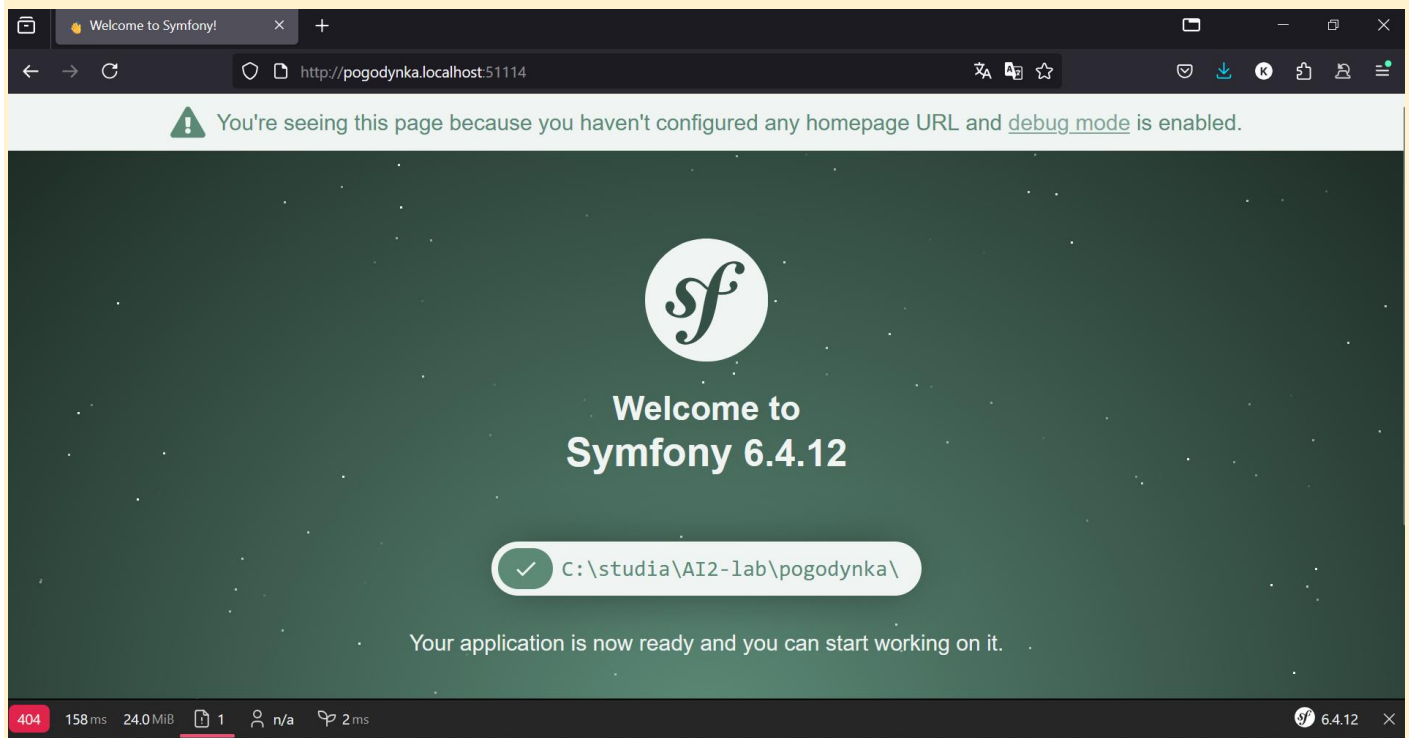 Welcome to Symfony!
http://pogodynka.localhost:51114
K
You're seeing this page because you haven't configured any homepage URL and debug mode is enabled.
sf
Welcome to
Symfony 6.4.12
C:\studia\AI2-lab\pogodynka\
Your application is now ready and you can start working on it.
404 158 ms 24.0 MiB 1 n/a 2 ms sf 6.4.12